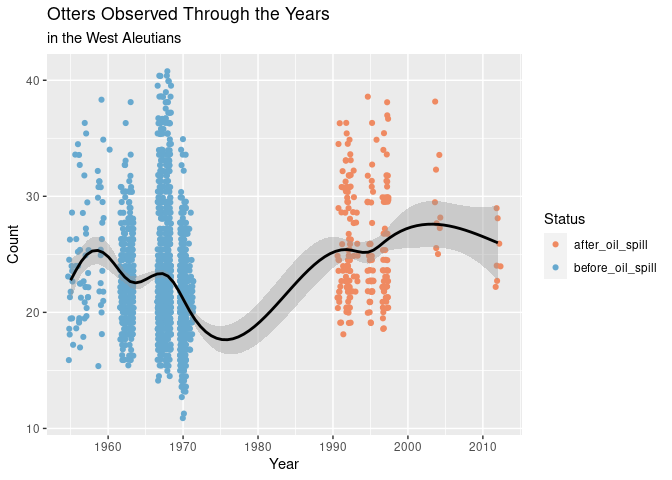 Otters Observed Through the Years
in the West Aleutians
40
30
20
10
Count
1960 1970 1980 1990 2000 2010
Year
Status
after_oil_spill
before_oil_spill